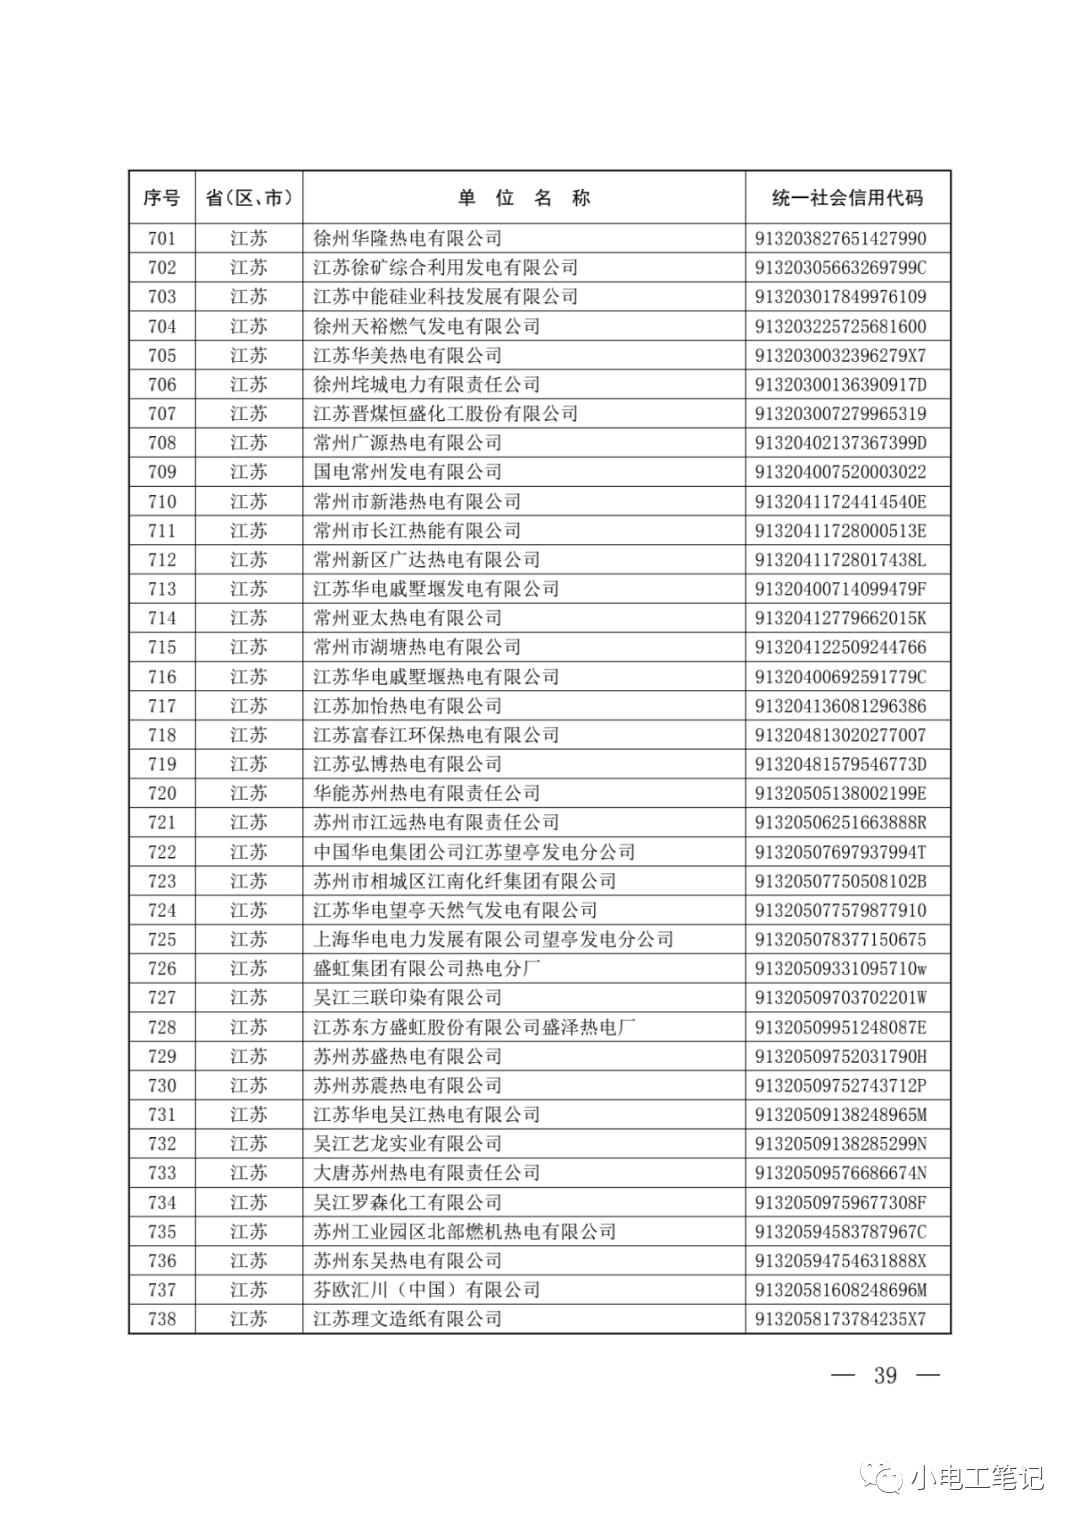 序号 省（区、市） 单 位 名 称 统一社会信用代码
701 江苏 徐州华隆热电有限公司 913203827651427990
702 江苏 江苏徐矿综合利用发电有限公司 91320305663269799C
703 江苏 江苏中能硅业科技发展有限公司 913203017849976109
704 江苏 徐州天裕燃气发电有限公司 913203225725681600
705 江苏 江苏华美热电有限公司 9132030032396279X7
706 江苏 徐州垞城电力有限责任公司 91320300136390917D
707 江苏 江苏晋煤恒盛化工股份有限公司 913203007279965319
708 江苏 常州广源热电有限公司 91320402137367399D
709 江苏 国电常州发电有限公司 913204007520003022
710 江苏 常州市新港热电有限公司 91320411724414540E
711 江苏 常州市长江热能有限公司 91320411728000513E
712 江苏 常州新区广达热电有限公司 91320411728017438L
713 江苏 江苏华电戚墅堰发电有限公司 91320400714099479F
714 江苏 常州亚太热电有限公司 91320412779662015K
715 江苏 常州市湖塘热电有限公司 913204122509244766
716 江苏 江苏华电戚墅堰热电有限公司 91320400692591779C
717 江苏 江苏加怡热电有限公司 913204136081296386
718 江苏 江苏富春江环保热电有限公司 913204813020277007
719 江苏 江苏弘博热电有限公司 91320481579546773D
720 江苏 华能苏州热电有限责任公司 91320505138002199E
721 江苏 苏州市江远热电有限责任公司 91320506251663888R
722 江苏 中国华电集团公司江苏望亭发电分公司 91320507697937994T
723 江苏 苏州市相城区江南化纤集团有限公司 91320507750508102B
724 江苏 江苏华电望亭天然气发电有限公司 913205077579877910
725 江苏 上海华电电力发展有限公司望亭发电分公司 913205078377150675
726 江苏 盛虹集团有限公司热电分厂 91320509331095710w
727 江苏 吴江三联印染有限公司 91320509703702201W
728 江苏 江苏东方盛虹股份有限公司盛泽热电厂 91320509951248087E
729 江苏 苏州苏盛热电有限公司 91320509752031790H
730 江苏 苏州苏震热电有限公司 91320509752743712P
731 江苏 江苏华电吴江热电有限公司 91320509138248965M
732 江苏 吴江艺龙实业有限公司 91320509138285299N
733 江苏 大唐苏州热电有限责任公司 91320509576686674N
734 江苏 吴江罗森化工有限公司 91320509759677308F
735 江苏 苏州工业园区北部燃机热电有限公司 91320594583787967C
736 江苏 苏州东吴热电有限公司 91320594754631888X
737 江苏 芬欧汇川（中国）有限公司 91320581608248696M
738 江苏 江苏理文造纸有限公司 9132058173784235X7
— 39 —
小电工笔记